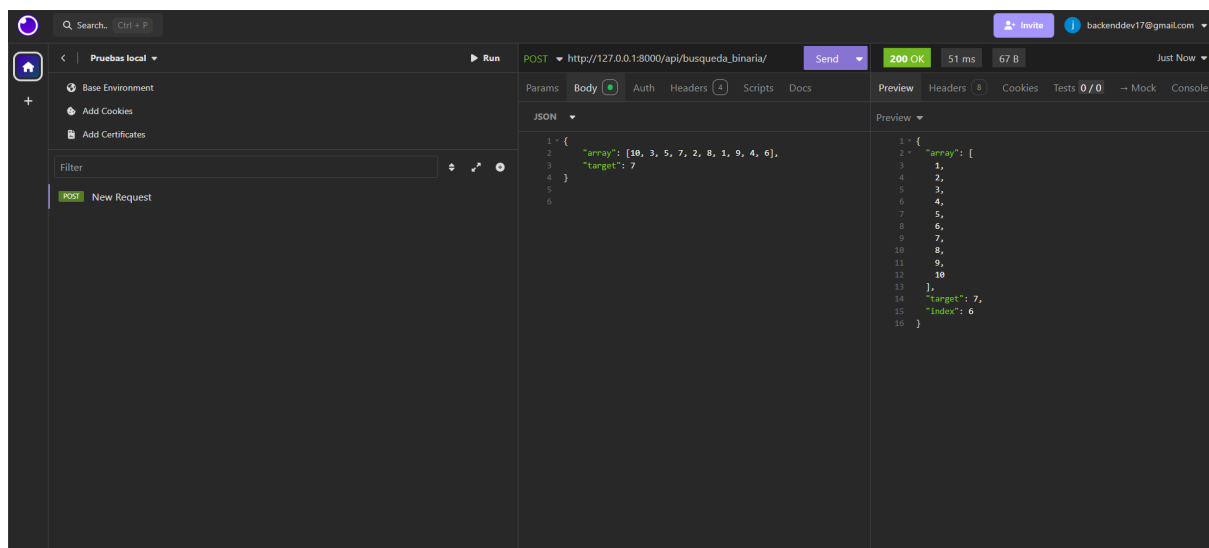 Search.. Ctrl + P
Invite
j backenddev17@gmail.com
Pruebas local
Run
Base Environment
Add Cookies
Add Certificates
Filter
POST New Request
POST http://127.0.0.1:8000/api/busqueda_binaria/ Send
Params Body Auth Headers 4 Scripts Docs
JSON
1 {
2 "array": [10, 3, 5, 7, 2, 8, 1, 9, 4, 6],
3 "target": 7
4 }
5
6
200 OK 51 ms 67 B Just Now
Preview Headers 8 Cookies Tests 0 / 0 → Mock Console
Preview
1 {
2 "array": [
3 1,
4 2,
5 3,
6 4,
7 5,
8 6,
9 7,
10 8,
11 9,
12 10
13 ],
14 "target": 7,
15 "index": 6
16 }